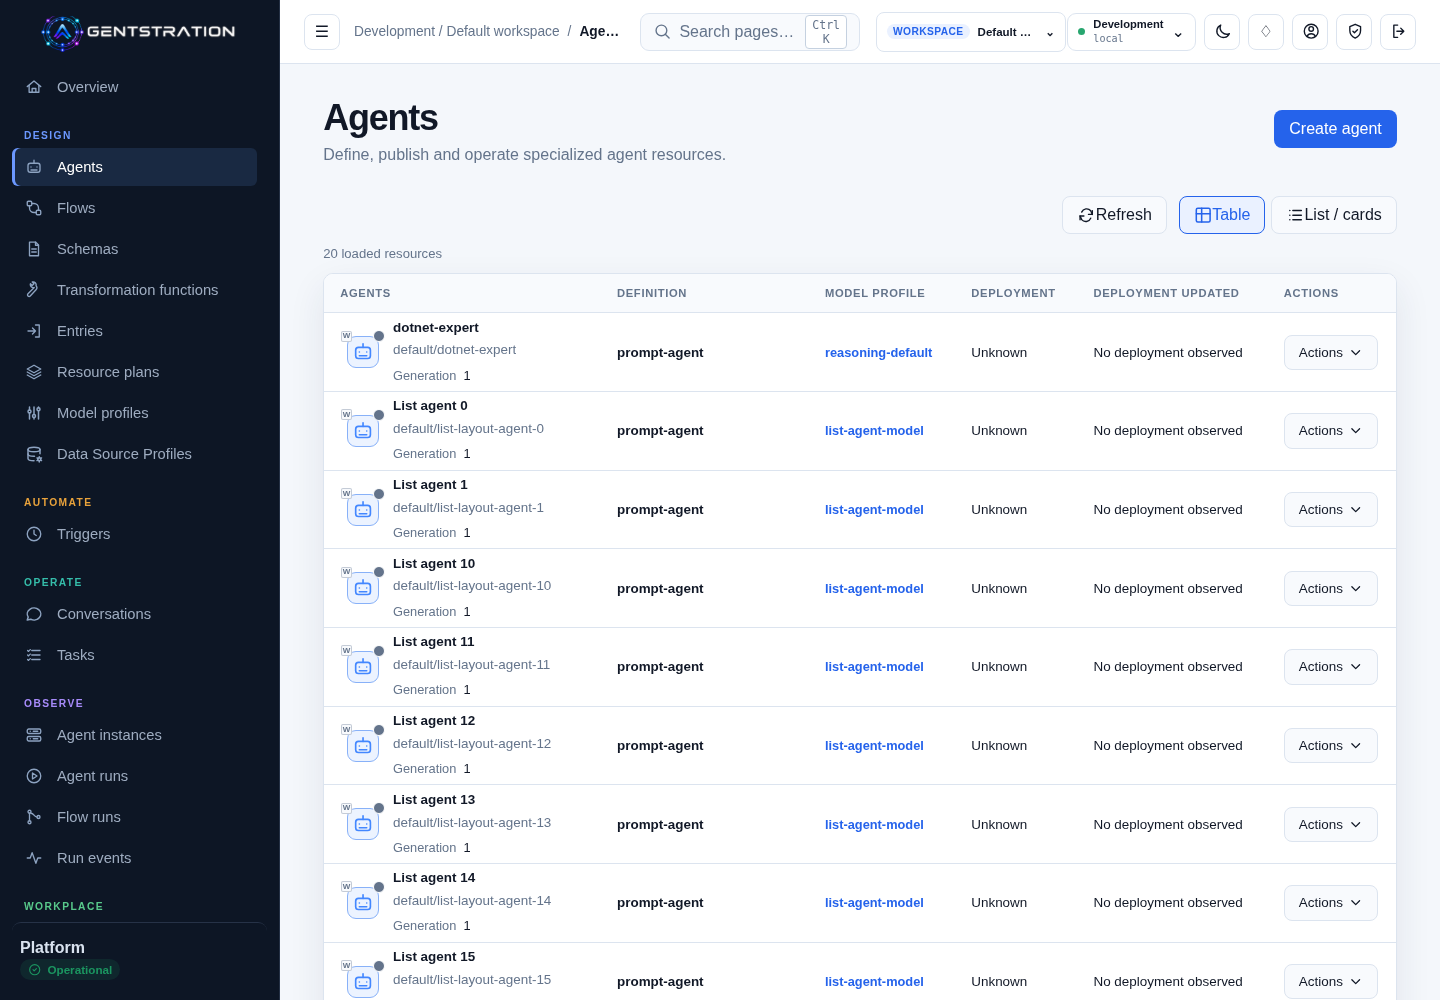 GENTSTRATION
☰
Development / Default workspace / Age...
Search pages...
Ctrl K
WORKSPACE Default ...
Development
local
Overview
DESIGN
Agents
Flows
Schemas
Transformation functions
Entries
Resource plans
Model profiles
Data Source Profiles
AUTOMATE
Triggers
OPERATE
Conversations
Tasks
OBSERVE
Agent instances
Agent runs
Flow runs
Run events
WORKPLACE
Platform
Operational
Agents
Define, publish and operate specialized agent resources.
Create agent
Refresh
Table
List / cards
20 loaded resources
AGENTS DEFINITION MODEL PROFILE DEPLOYMENT DEPLOYMENT UPDATED ACTIONS
W
dotnet-expert
default/dotnet-expert
Generation 1
prompt-agent reasoning-default Unknown No deployment observed Actions
W
List agent 0
default/list-layout-agent-0
Generation 1
prompt-agent list-agent-model Unknown No deployment observed Actions
W
List agent 1
default/list-layout-agent-1
Generation 1
prompt-agent list-agent-model Unknown No deployment observed Actions
W
List agent 10
default/list-layout-agent-10
Generation 1
prompt-agent list-agent-model Unknown No deployment observed Actions
W
List agent 11
default/list-layout-agent-11
Generation 1
prompt-agent list-agent-model Unknown No deployment observed Actions
W
List agent 12
default/list-layout-agent-12
Generation 1
prompt-agent list-agent-model Unknown No deployment observed Actions
W
List agent 13
default/list-layout-agent-13
Generation 1
prompt-agent list-agent-model Unknown No deployment observed Actions
W
List agent 14
default/list-layout-agent-14
Generation 1
prompt-agent list-agent-model Unknown No deployment observed Actions
W
List agent 15
default/list-layout-agent-15
prompt-agent list-agent-model Unknown No deployment observed Actions